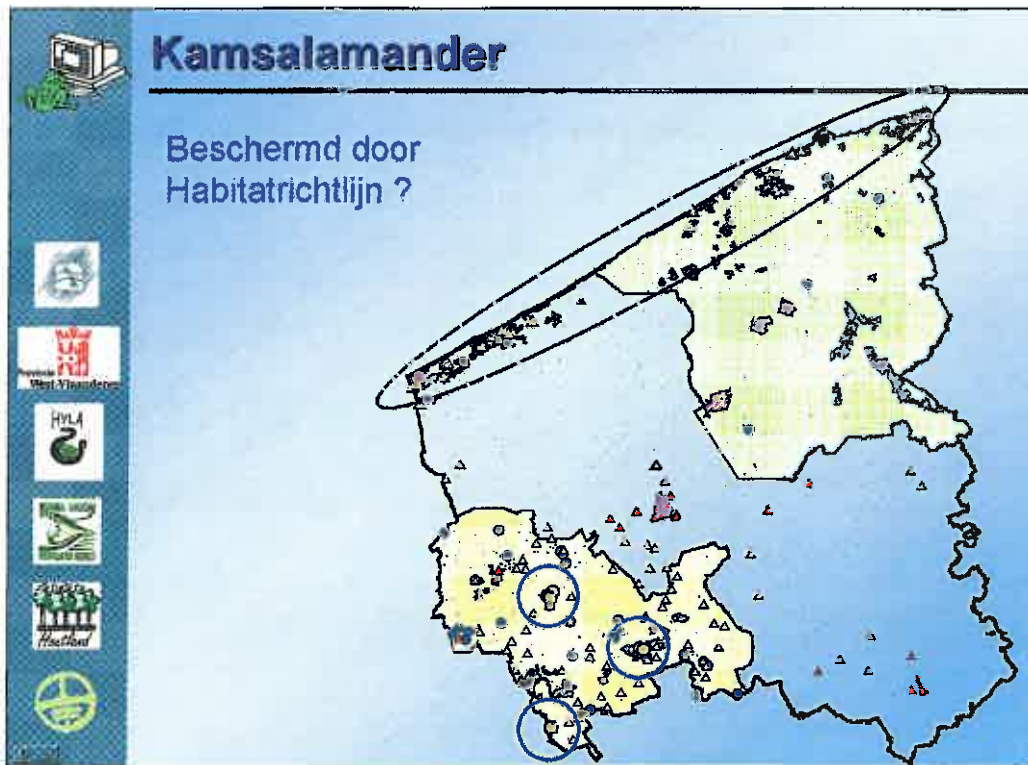 Kamsalamander
Beschermd door
Habitatrichtlijn ?
Provincie
West-Vlaanderen
HYLA
Houtland